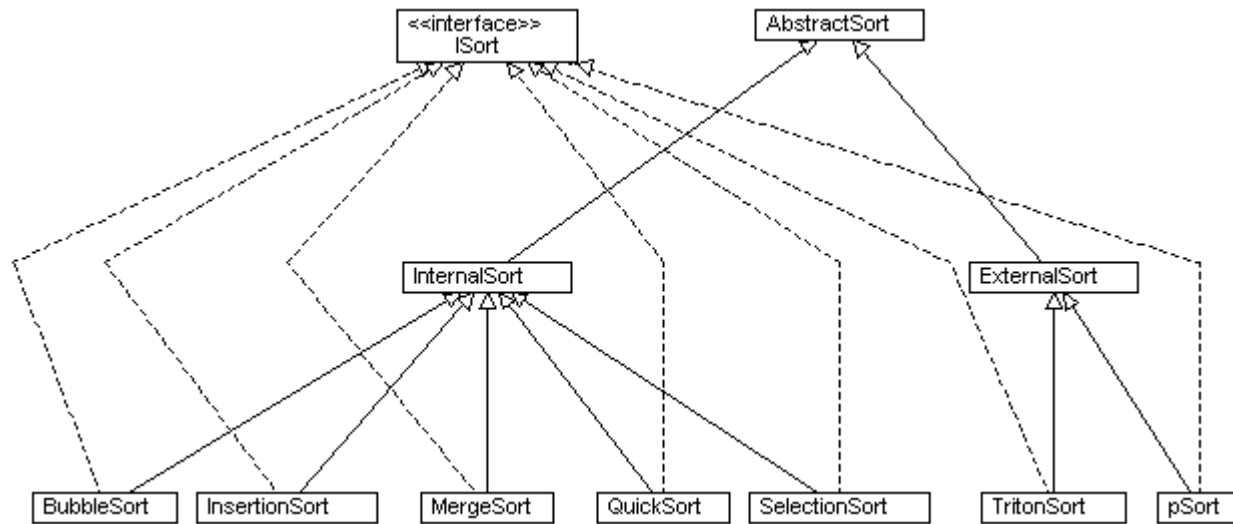 <<interface>>
ISort
AbstractSort
InternalSort
ExternalSort
BubbleSort
InsertionSort
MergeSort
QuickSort
SelectionSort
TritonSort
pSort